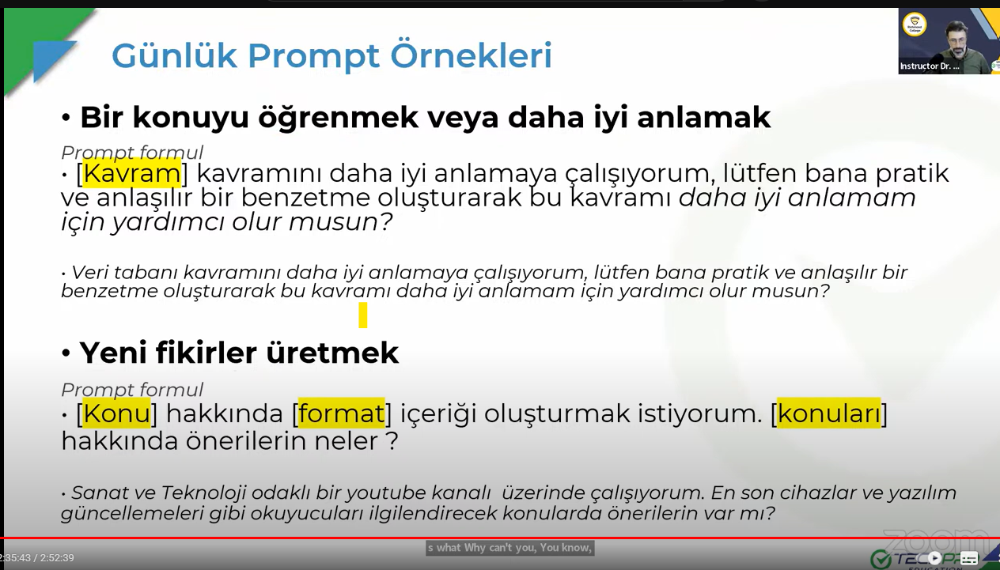 Günlük Prompt Örnekleri
Instructor Dr. ...
• Bir konuyu öğrenmek veya daha iyi anlamak
Prompt formul
• [Kavram] kavramını daha iyi anlamaya çalışıyorum, lütfen bana pratik
ve anlaşılır bir benzetme oluşturarak bu kavramı daha iyi anlamam
için yardımcı olur musun?
• Veri tabanı kavramını daha iyi anlamaya çalışıyorum, lütfen bana pratik ve anlaşılır bir
benzetme oluşturarak bu kavramı daha iyi anlamam için yardımcı olur musun?
• Yeni fikirler üretmek
Prompt formul
• [Konu] hakkında [format] içeriği oluşturmak istiyorum. [konuları]
hakkında önerilerin neler ?
• Sanat ve Teknoloji odaklı bir youtube kanalı üzerinde çalışıyorum. En son cihazlar ve yazılım
güncellemeleri gibi okuyucuları ilgilendirecek konularda önerilerin var mı?
zoom
s what Why can't you, You know,
2:35:43 / 2:52:39
EDUCATION